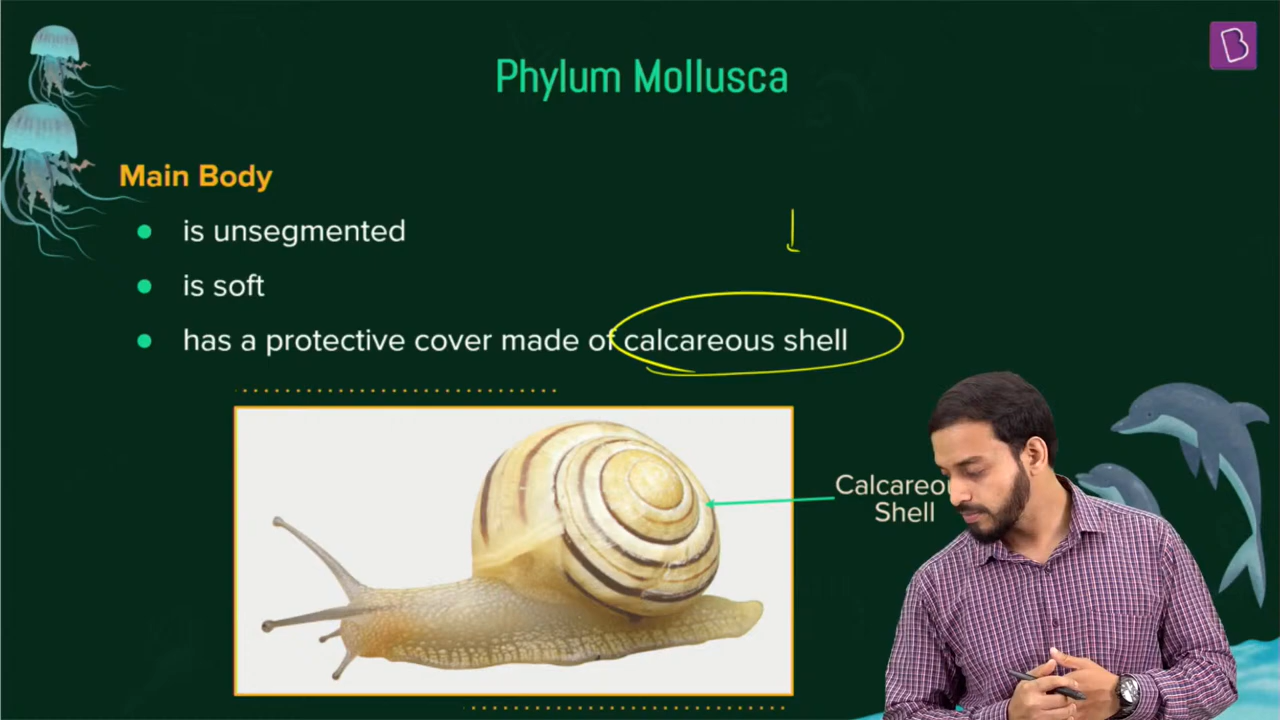 Phylum Mollusca
Main Body
is unsegmented
is soft
has a protective cover made of calcareous shell
Shell